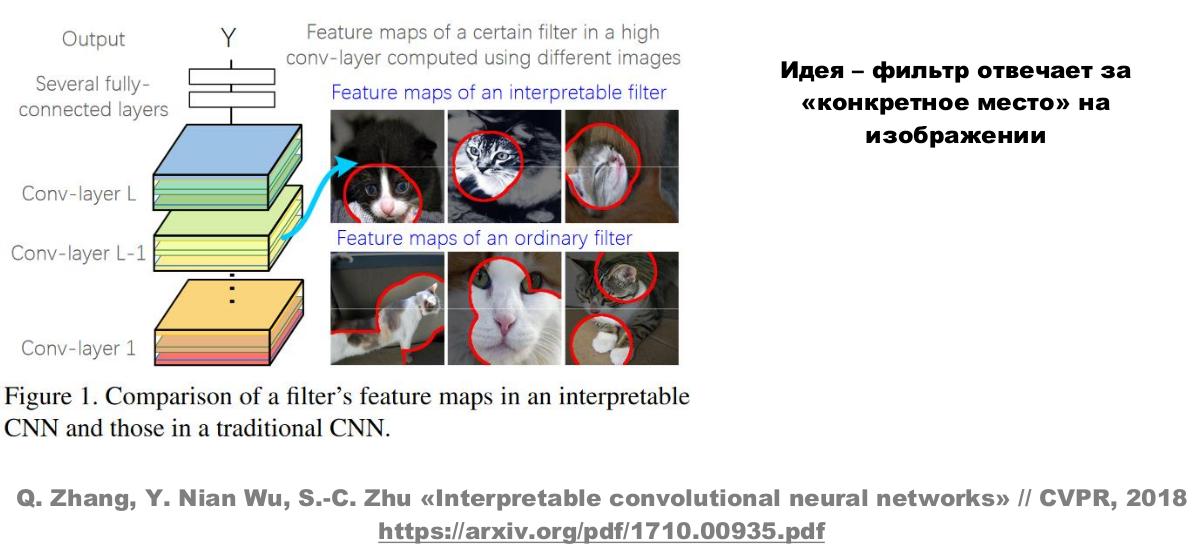 Output
Y
Several fully-
connected layers
Conv-layer L
Conv-layer L-1
Conv-layer 1
Feature maps of a certain filter in a high
conv-layer computed using different images
Feature maps of an interpretable filter
Feature maps of an ordinary filter
Figure 1. Comparison of a filter’s feature maps in an interpretable
CNN and those in a traditional CNN.
Идея – фильтр отвечает за
«конкретное место» на
изображении
Q. Zhang, Y. Nian Wu, S.-C. Zhu «Interpretable convolutional neural networks» // CVPR, 2018
https://arxiv.org/pdf/1710.00935.pdf